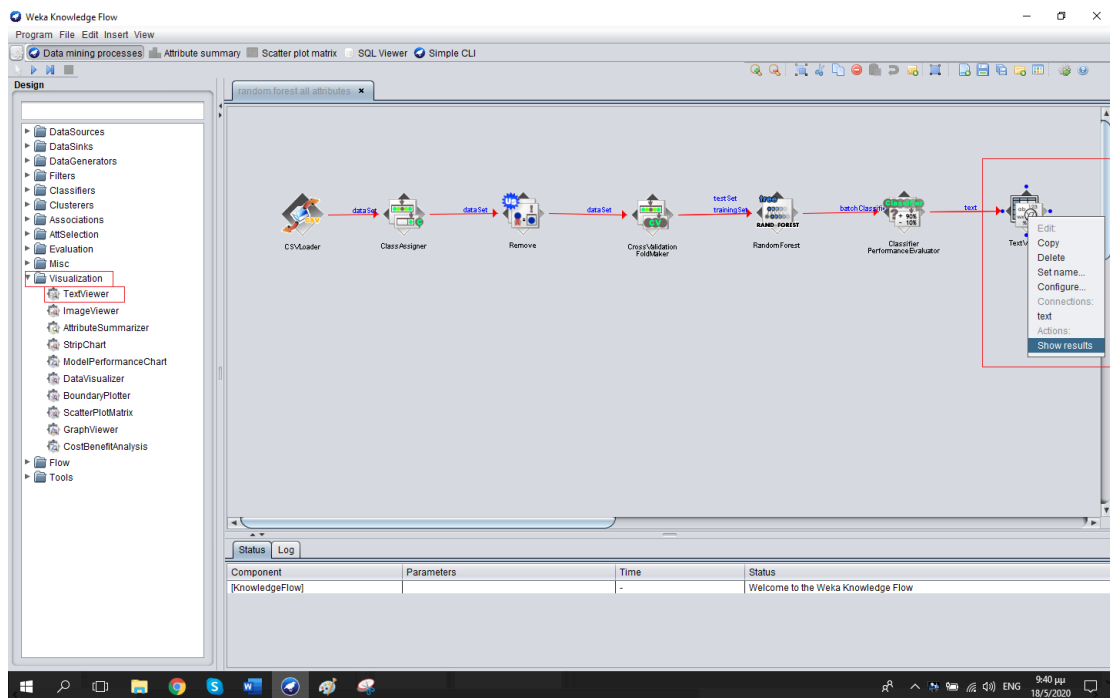 Weka Knowledge Flow
Program File Edit Insert View
Data mining processes Attribute summary Scatter plot matrix SQL Viewer Simple CLI
Design
random forest all attributes
DataSources
DataSinks
DataGenerators
Filters
Classifiers
Clusterers
Associations
AttSelection
Evaluation
Misc
Visualization
TextViewer
ImageViewer
AttributeSummarizer
StripChart
ModelPerformanceChart
DataVisualizer
BoundaryPlotter
ScatterPlotMatrix
GraphViewer
CostBenefitAnalysis
Flow
Tools
CSVLoader
dataSet
ClassAssigner
dataSet
Remove
dataSet
CrossValidation
FoldMaker
testSet
trainingSet
RAND FOREST
RandomForest
batchClassifi
Classifier
PerformanceEvaluator
text
TextV
Edit:
Copy
Delete
Set name...
Configure...
Connections:
text
Actions:
Show results
Status Log
Component Parameters Time Status
[KnowledgeFlow] - Welcome to the Weka Knowledge Flow
ENG
9:40 μμ
18/5/2020